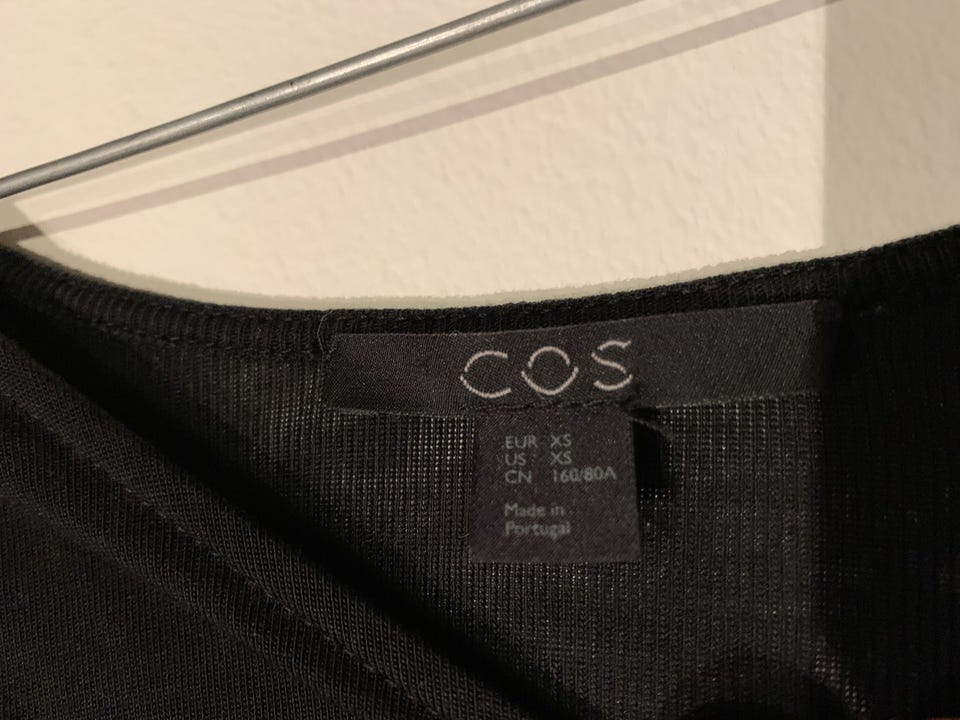 COS
EUR XS
US XS
CN 160/80A
Made in
Portugal